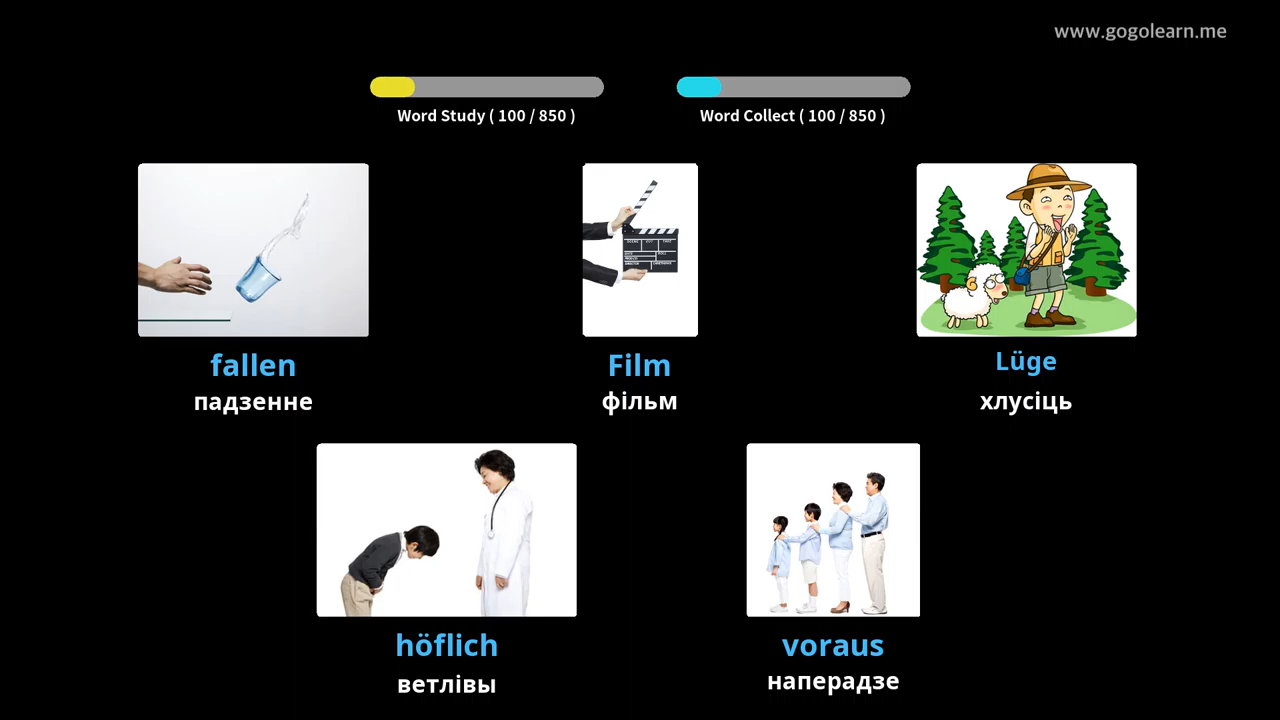 www.gogolearn.me
Word Study ( 100 / 850 )
Word Collect ( 100 / 850 )
fallen
падзенне
Film
фільм
Lüge
хлусіць
höflich
ветлівы
voraus
наперадзе